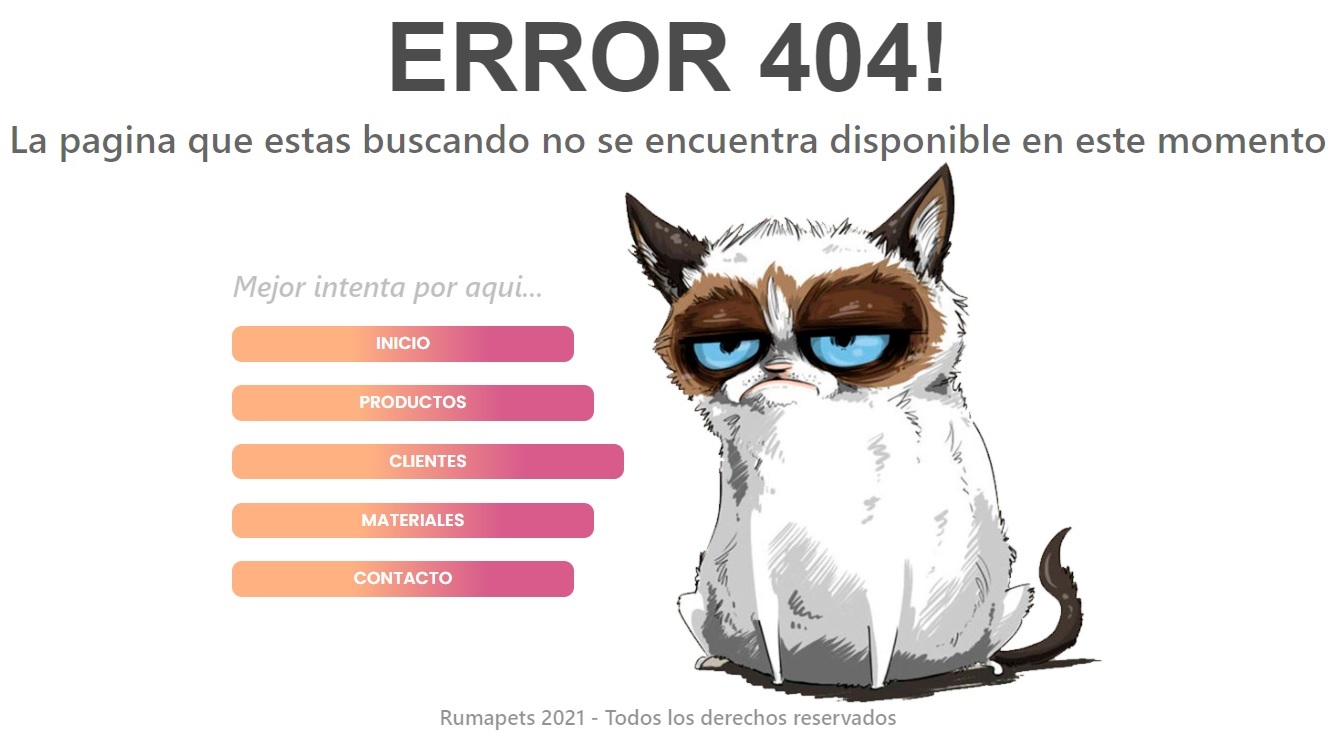 ERROR 404!
La pagina que estas buscando no se encuentra disponible en este momento
Mejor intenta por aqui...
INICIO
PRODUCTOS
CLIENTES
MATERIALES
CONTACTO
Rumapets 2021 - Todos los derechos reservados